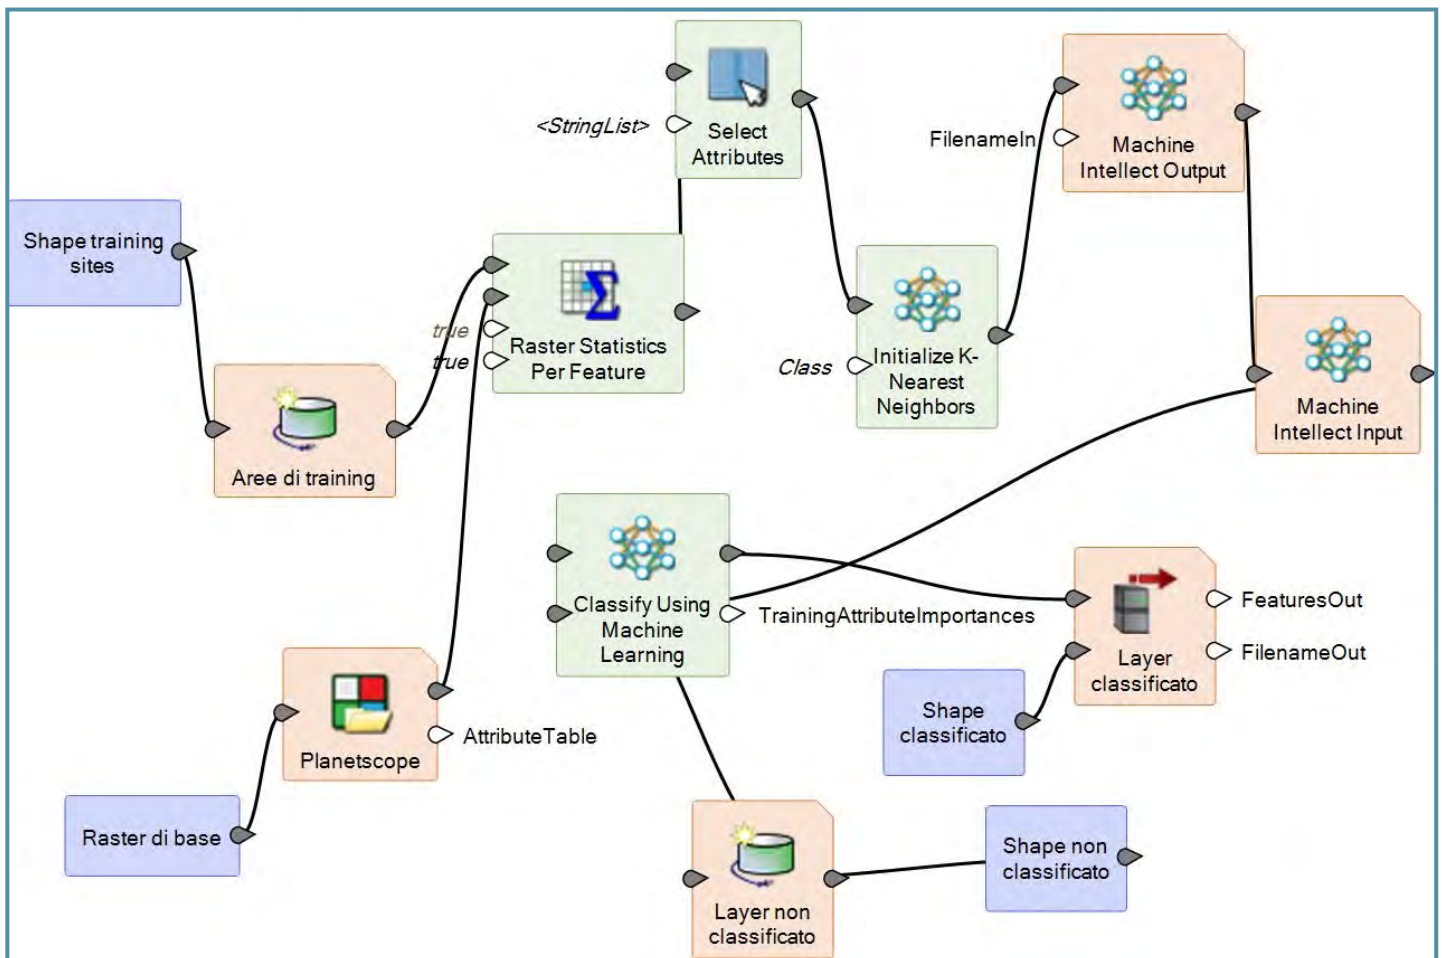 <StringList>
Select
Attributes
FilenameIn
Machine
Intellect Output
Shape training
sites
true
true
Raster Statistics
Per Feature
Class
Initialize K-
Nearest
Neighbors
Machine
Intellect Input
Aree di training
Classify Using
Machine
Learning
TrainingAttributeImportances
FeaturesOut
FilenameOut
Layer
classificato
Shape
classificato
Planetscope
AttributeTable
Raster di base
Shape non
classificato
Layer non
classificato